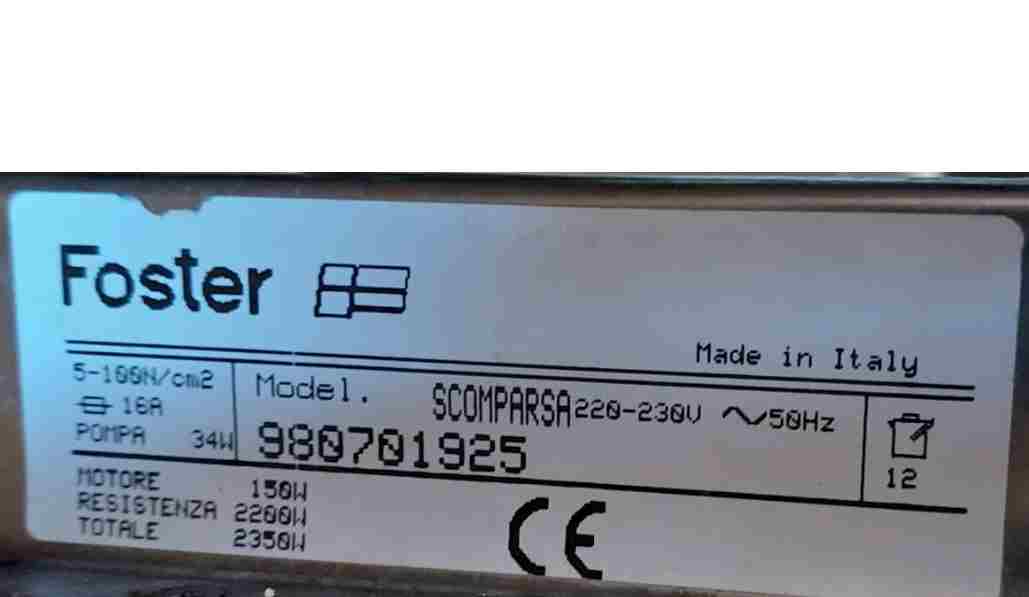 Foster
Made in Italy
5-100N/cm2
16A
POMPA 34W
Model. SCOMPARSA 220-230V 50Hz
980701925
12
MOTORE 150W
RESISTENZA 2200W
TOTALE 2350W
CE